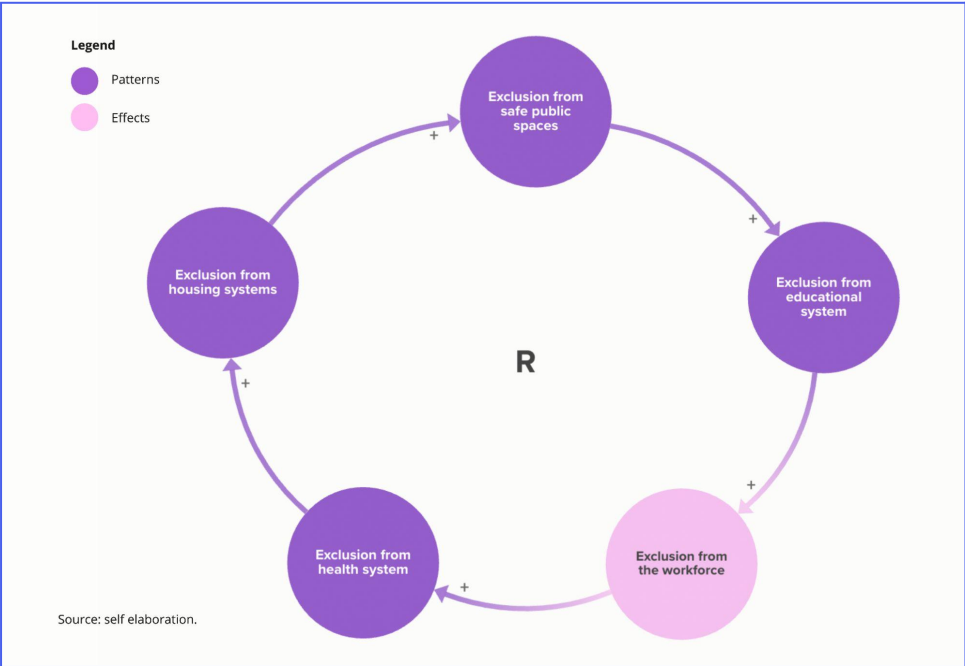 Legend
Patterns
Effects
Exclusion from
safe public
spaces
+
+
Exclusion from
housing systems
Exclusion from
educational
system
R
+
+
Exclusion from
health system
+
Exclusion from
the workforce
Source: self elaboration.